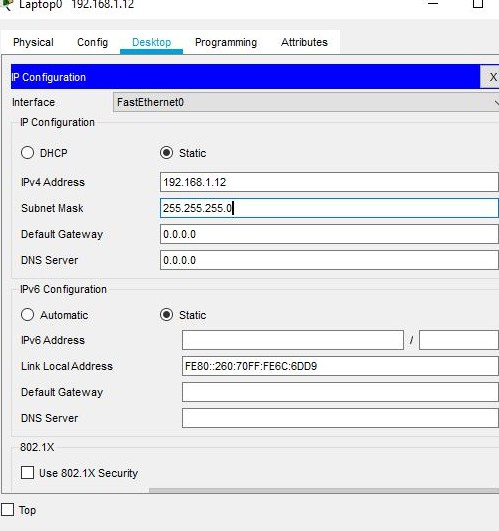 Laptop0 192.168.1.12
Physical Config Desktop Programming Attributes
IP Configuration X
Interface FastEthernet0
IP Configuration
DHCP Static
IPv4 Address 192.168.1.12
Subnet Mask 255.255.255.0
Default Gateway 0.0.0.0
DNS Server 0.0.0.0
IPv6 Configuration
Automatic Static
IPv6 Address /
Link Local Address FE80::260:70FF:FE6C:6DD9
Default Gateway
DNS Server
802.1X
Use 802.1X Security
Top